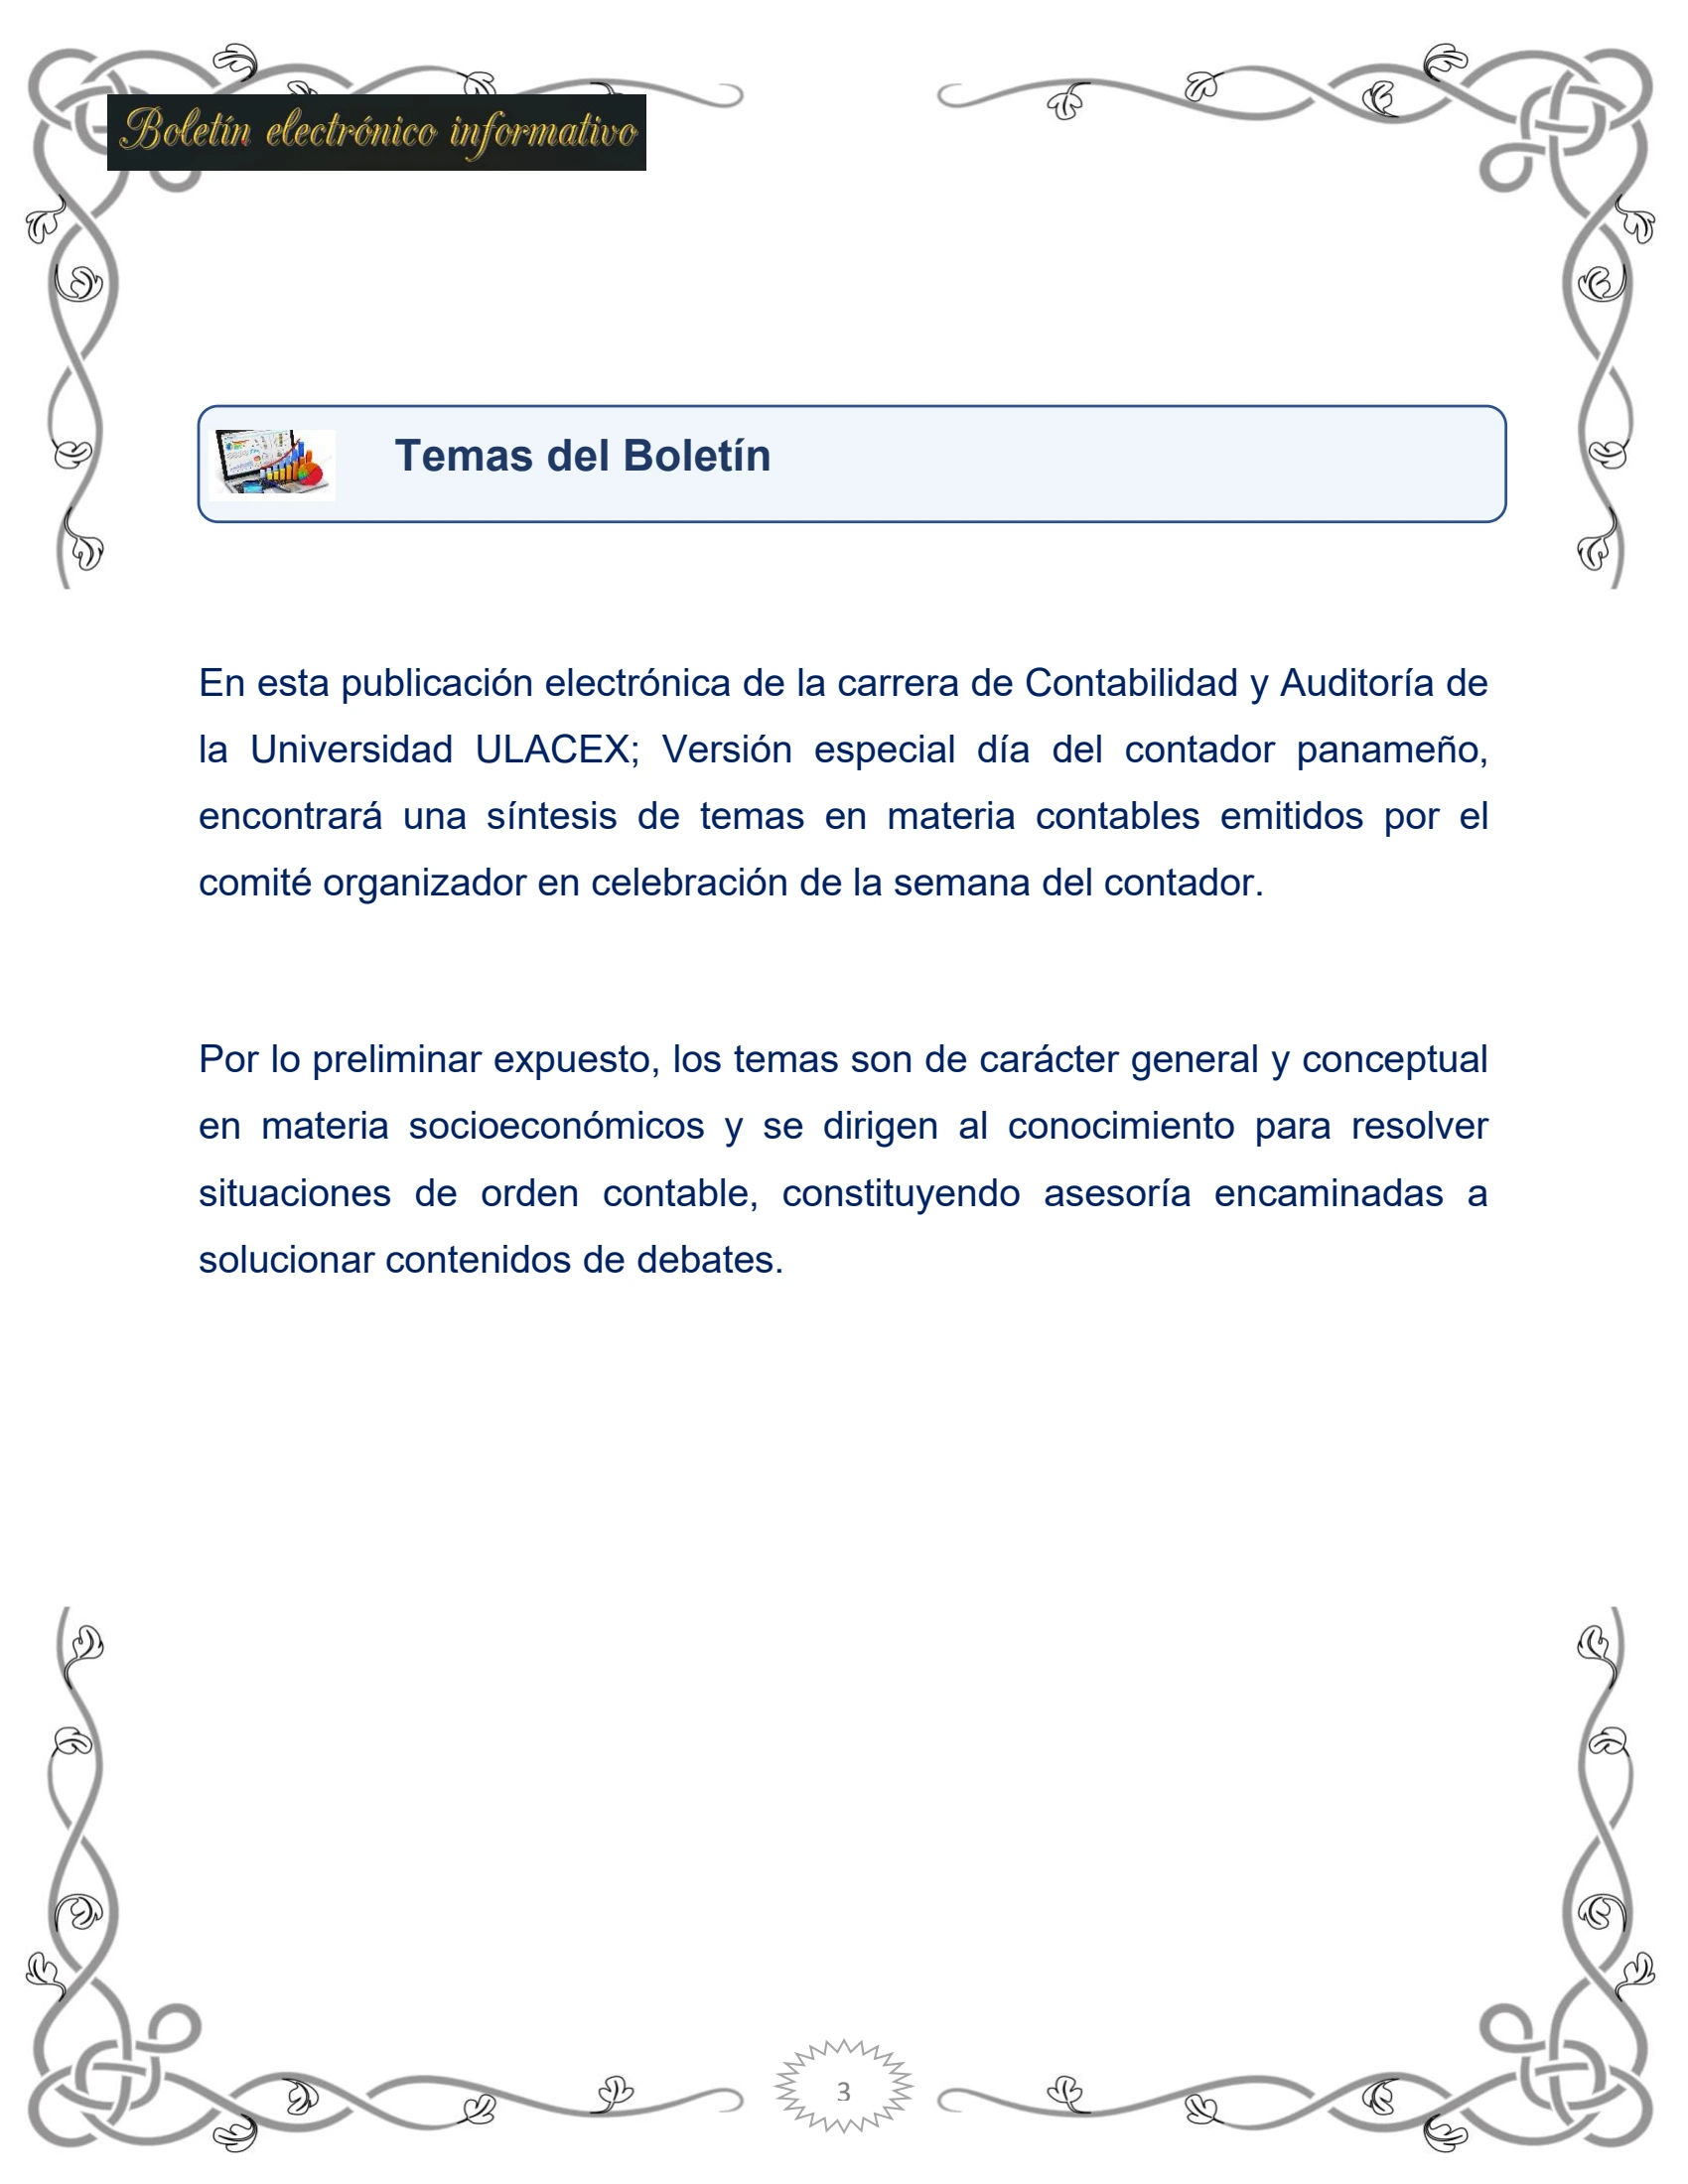 Boletín electrónico informativo
Temas del Boletín
En esta publicación electrónica de la carrera de Contabilidad y Auditoría de
la Universidad ULACEX; Versión especial día del contador panameño,
encontrará una síntesis de temas en materia contables emitidos por el
comité organizador en celebración de la semana del contador.
Por lo preliminar expuesto, los temas son de carácter general y conceptual
en materia socioeconómicos y se dirigen al conocimiento para resolver
situaciones de orden contable, constituyendo asesoría encaminadas a
solucionar contenidos de debates.
3